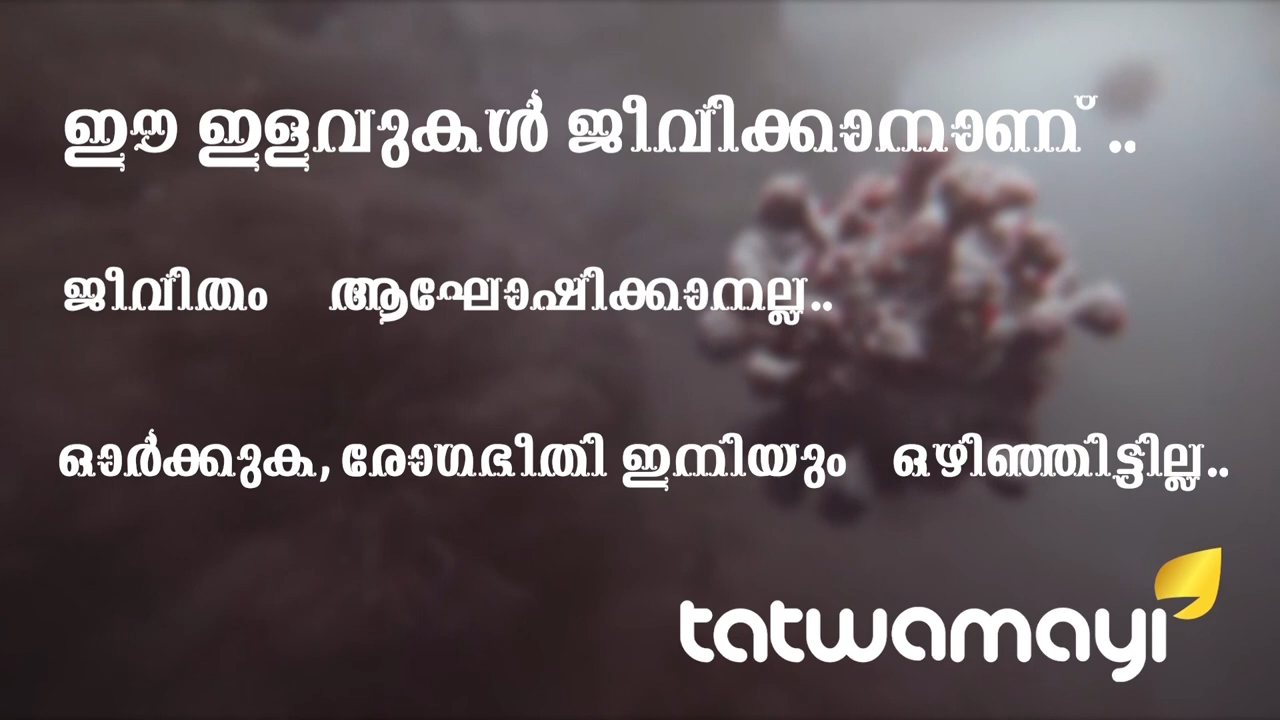 ഈ ഇളവുകൾ ജീവിക്കാനാണ് ..
ജീവിതം ആഘോഷിക്കാനല്ല..
ഓർക്കുക, രോഗഭീതി ഇനിയും ഒഴിഞ്ഞിട്ടില്ല..
tatwamayi